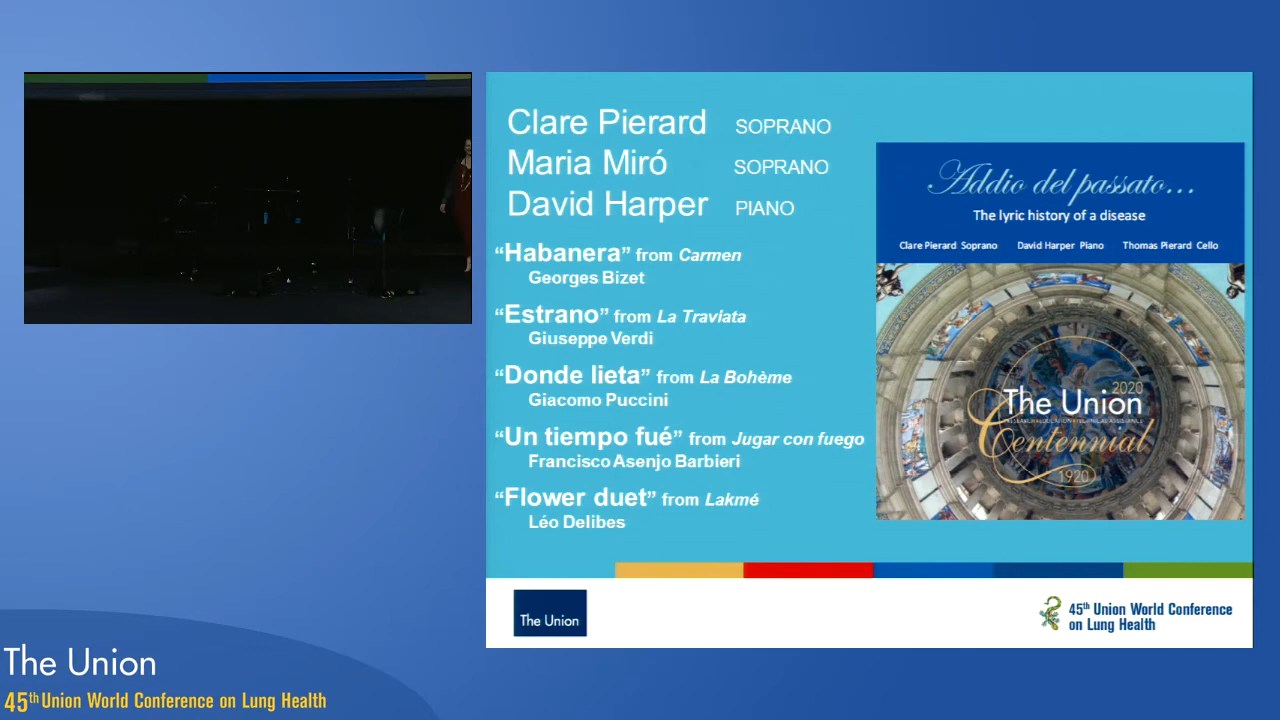 Clare Pierard SOPRANO
Maria Miró SOPRANO
David Harper PIANO
“Habanera” from Carmen
Georges Bizet
“Estrano” from La Traviata
Giuseppe Verdi
“Donde lieta” from La Bohème
Giacomo Puccini
“Un tiempo fué” from Jugar con fuego
Francisco Asenjo Barbieri
“Flower duet” from Lakmé
Léo Delibes
Addio del passato...
The lyric history of a disease
Clare Pierard Soprano David Harper Piano Thomas Pierard Cello
2020
The Union
Centennial
1920
The Union
45th Union World Conference
on Lung Health
The Union
45th Union World Conference on Lung Health